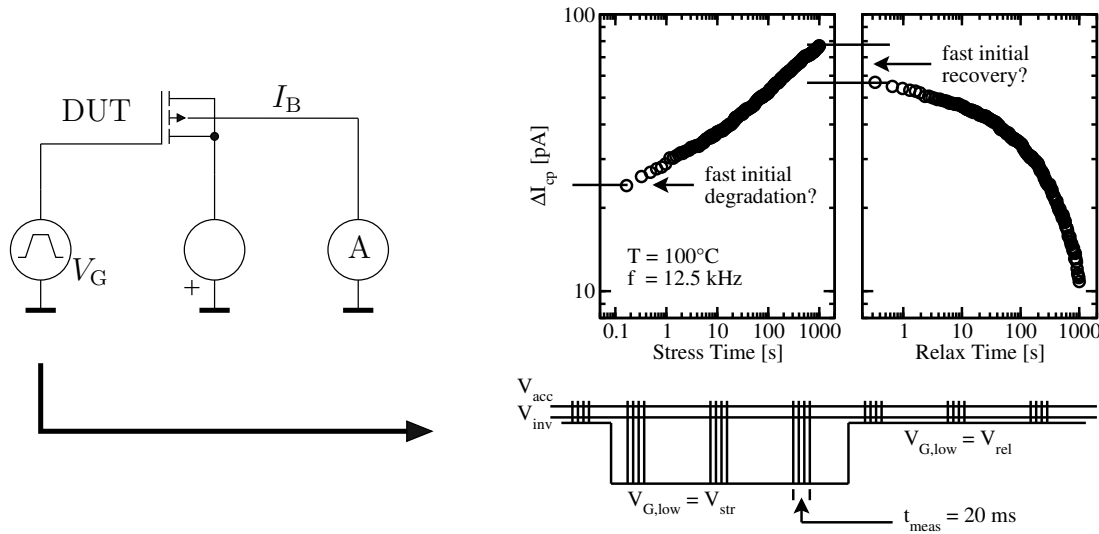 DUT
I_B
V_G
A
+
100
10
ΔI_cp [pA]
fast initial
degradation?
T = 100°C
f = 12.5 kHz
0.1
1
10
100
1000
Stress Time [s]
fast initial
recovery?
1
10
100
1000
Relax Time [s]
V_acc
V_inv
V_G,low = V_str
V_G,low = V_rel
t_meas = 20 ms